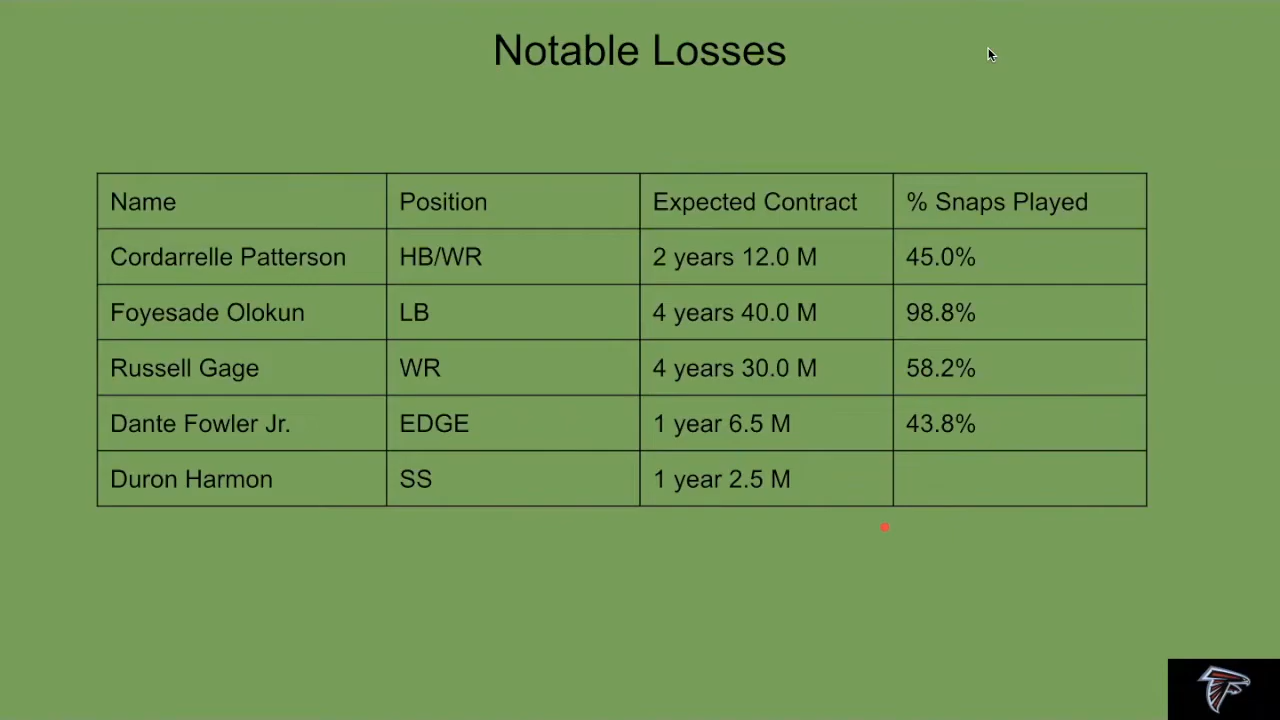 Notable Losses
Name Position Expected Contract % Snaps Played
Cordarrelle Patterson HB/WR 2 years 12.0 M 45.0%
Foyesade Olokun LB 4 years 40.0 M 98.8%
Russell Gage WR 4 years 30.0 M 58.2%
Dante Fowler Jr. EDGE 1 year 6.5 M 43.8%
Duron Harmon SS 1 year 2.5 M